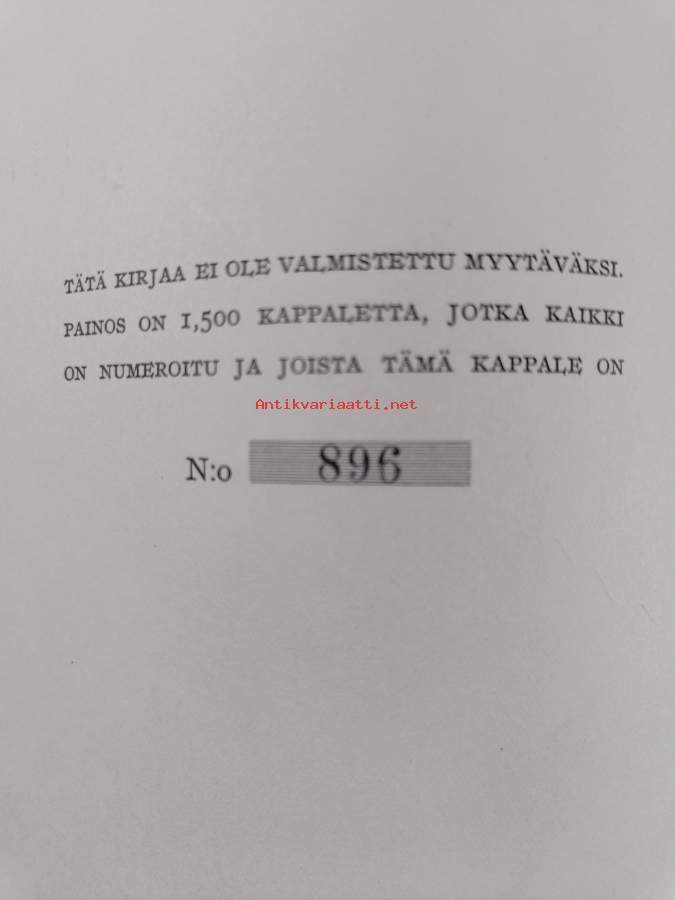 TÄTÄ KIRJAA EI OLE VALMISTETTU MYYTÄVÄKSI.
PAINOS ON 1,500 KAPPALETTA, JOTKA KAIKKI
ON NUMEROITU JA JOISTA TÄMÄ KAPPALE ON
Antikvariaatti.net
N:o 896